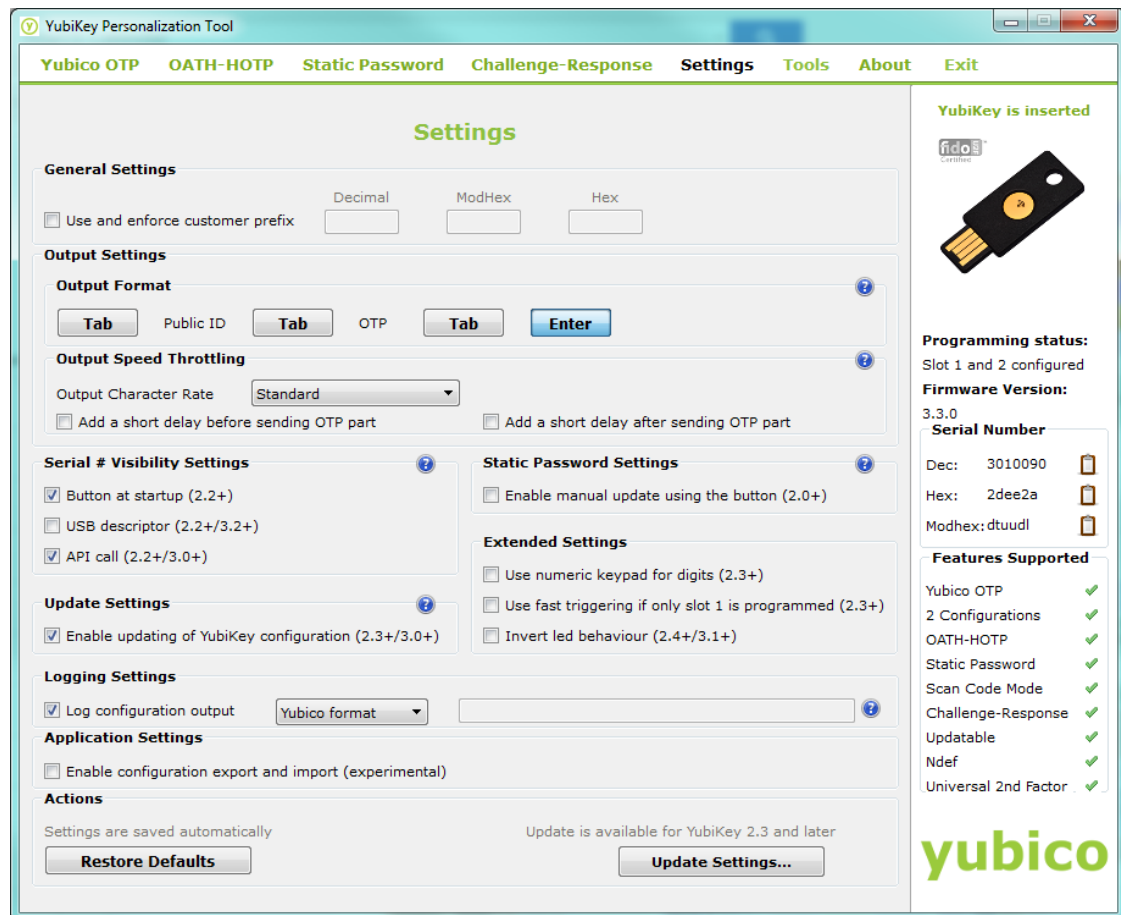 YubiKey Personalization Tool
Yubico OTP OATH-HOTP Static Password Challenge-Response Settings Tools About Exit
Settings
General Settings
Decimal ModHex Hex
Use and enforce customer prefix
Output Settings
Output Format
Tab Public ID Tab OTP Tab Enter
Output Speed Throttling
Output Character Rate Standard
Add a short delay before sending OTP part Add a short delay after sending OTP part
Serial # Visibility Settings
Button at startup (2.2+)
USB descriptor (2.2+/3.2+)
API call (2.2+/3.0+)
Static Password Settings
Enable manual update using the button (2.0+)
Update Settings
Enable updating of YubiKey configuration (2.3+/3.0+)
Extended Settings
Use numeric keypad for digits (2.3+)
Use fast triggering if only slot 1 is programmed (2.3+)
Invert led behaviour (2.4+/3.1+)
Logging Settings
Log configuration output Yubico format
Application Settings
Enable configuration export and import (experimental)
Actions
Settings are saved automatically Update is available for YubiKey 2.3 and later
Restore Defaults Update Settings...
YubiKey is inserted
fido
Certified
Programming status:
Slot 1 and 2 configured
Firmware Version:
3.3.0
Serial Number
Dec: 3010090
Hex: 2dee2a
Modhex: dtuudl
Features Supported
Yubico OTP
2 Configurations
OATH-HOTP
Static Password
Scan Code Mode
Challenge-Response
Updatable
Ndef
Universal 2nd Factor
yubico